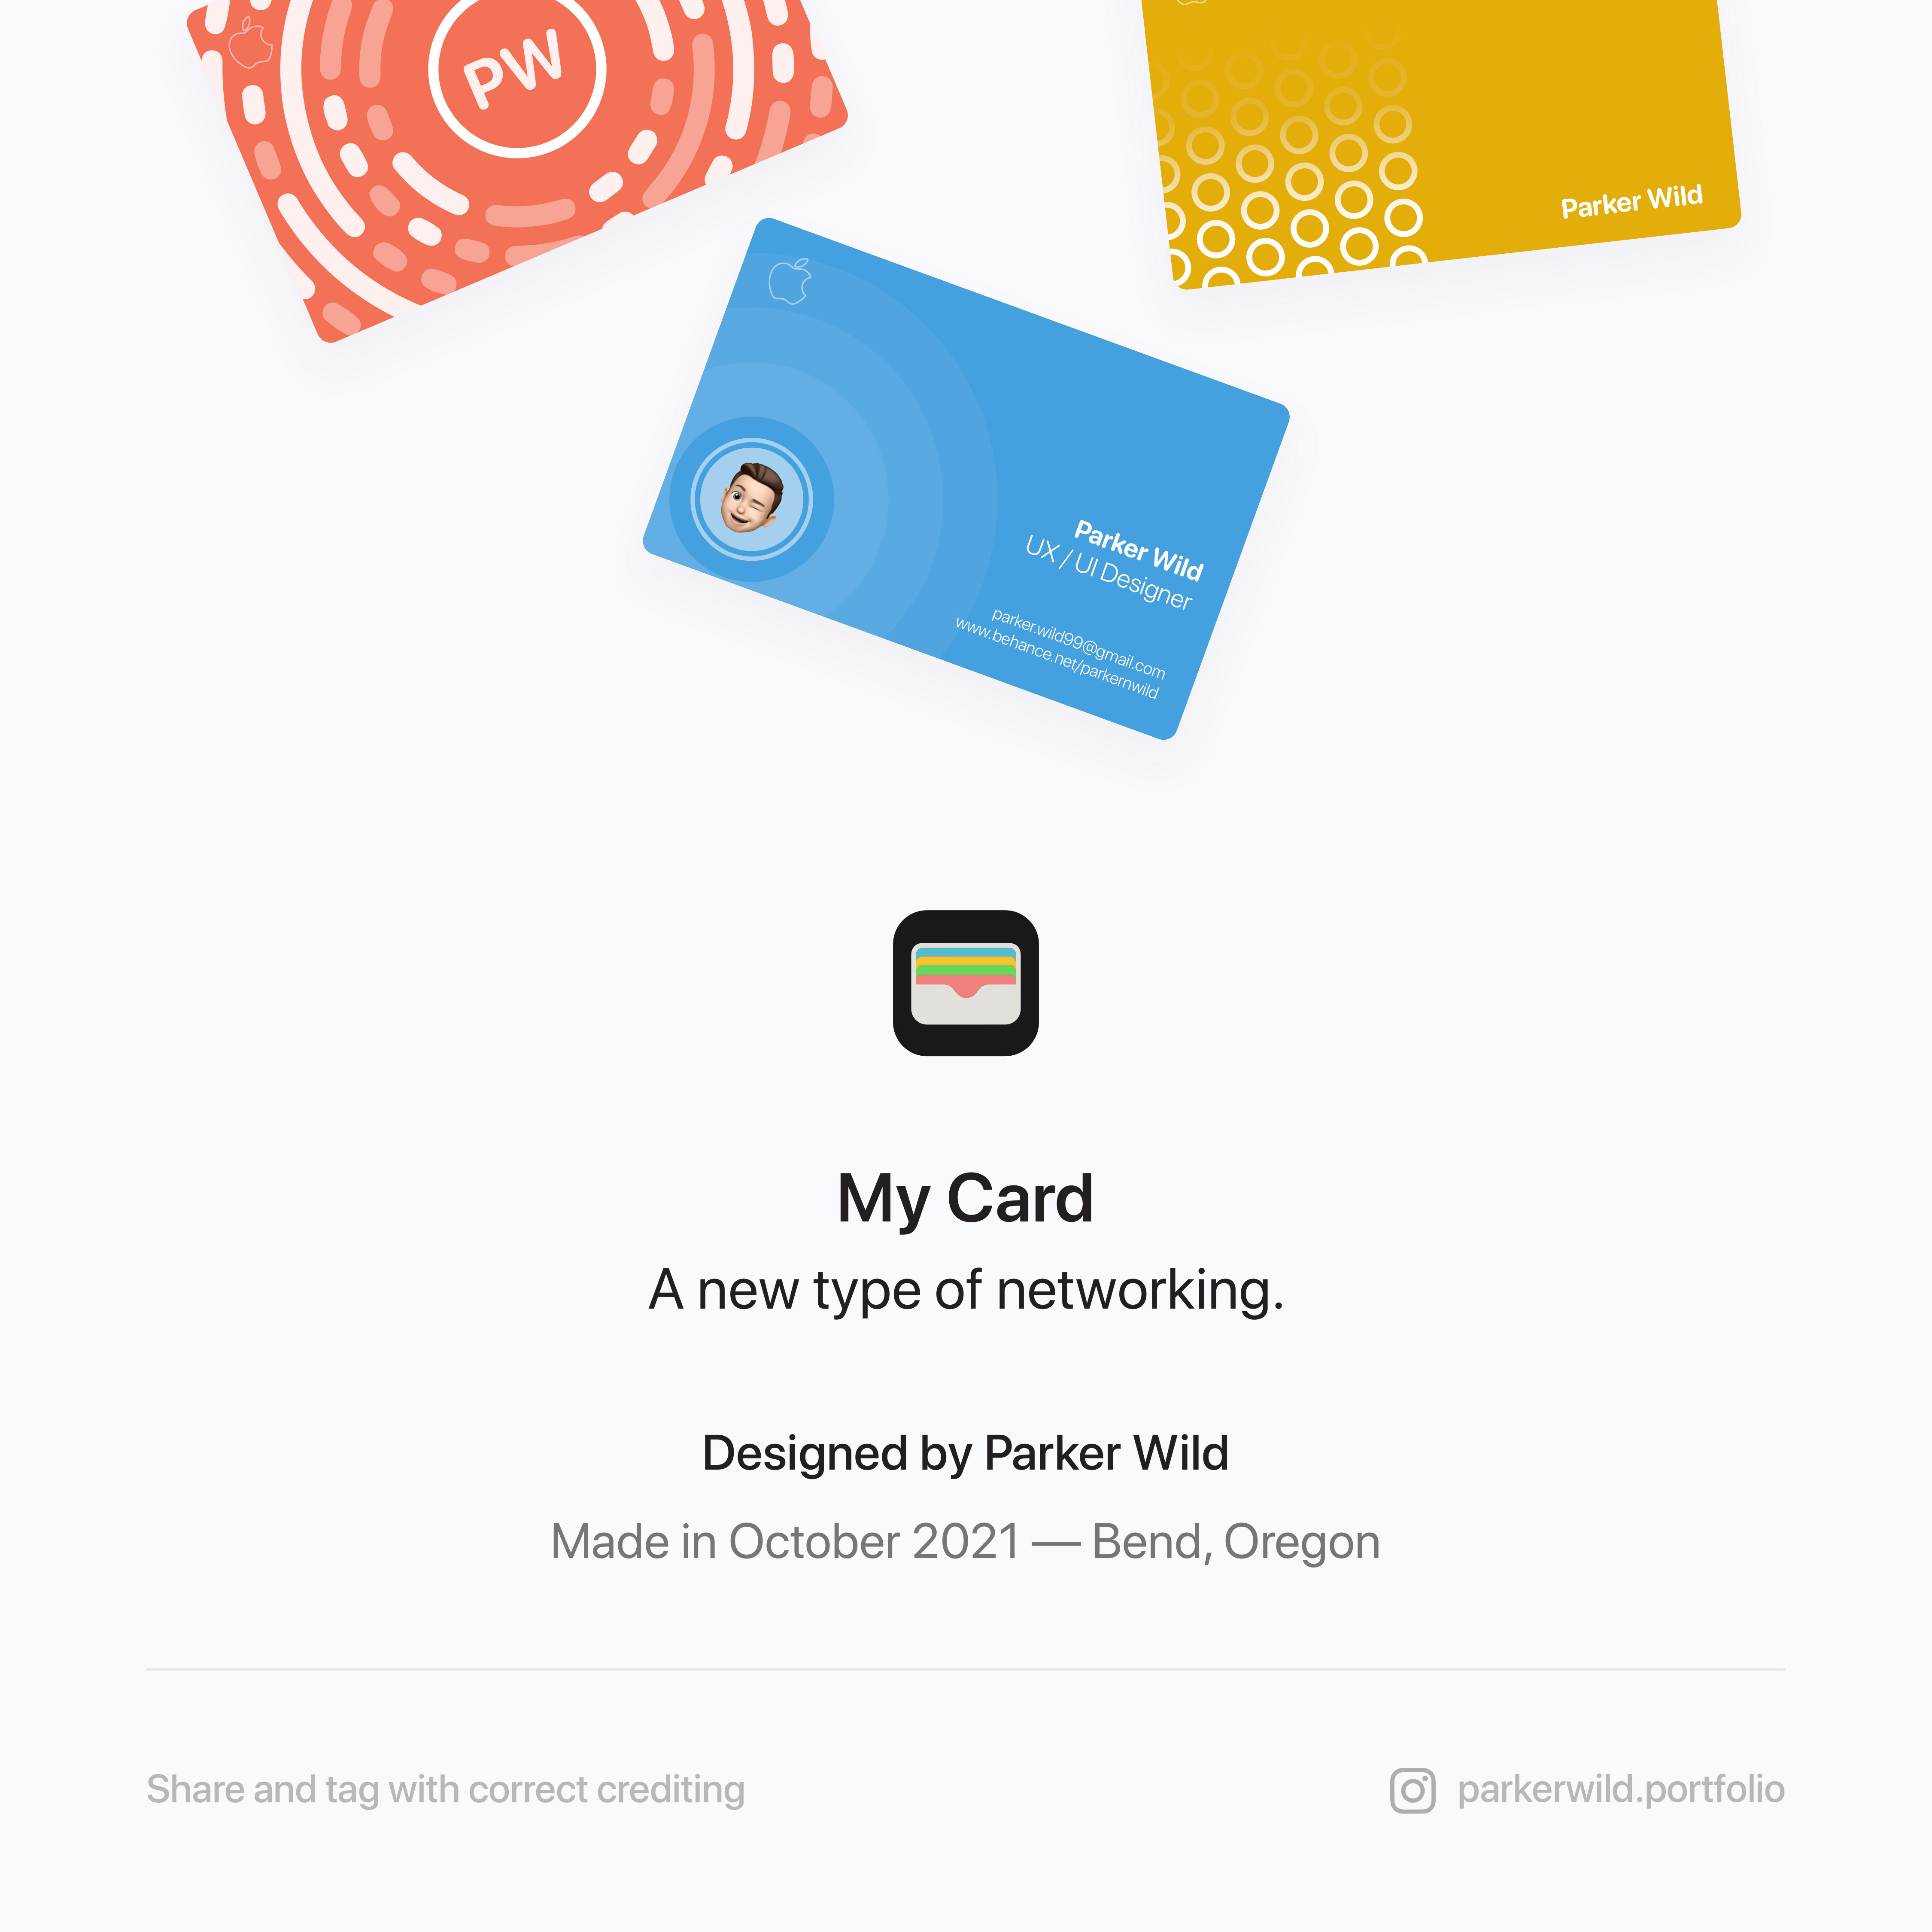 PW
Parker Wild
Parker Wild
UX / UI Designer
parker.wild99@gmail.com
www.behance.net/parkernwild
My Card
A new type of networking.
Designed by Parker Wild
Made in October 2021 — Bend, Oregon
Share and tag with correct crediting
parkerwild.portfolio